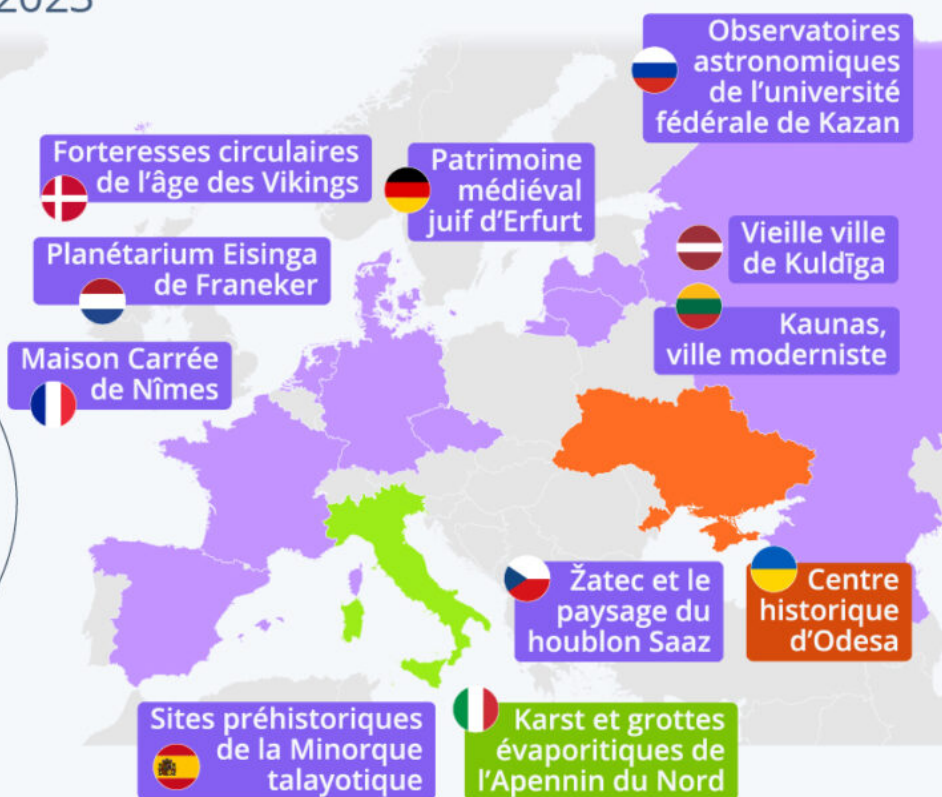 2023
Observatoires
astronomiques
de l'université
fédérale de Kazan
Forteresses circulaires
de l'âge des Vikings
Patrimoine
médiéval
juif d'Erfurt
Planétarium Eisinga
de Franeker
Vieille ville
de Kuldīga
Kaunas,
ville moderniste
Maison Carrée
de Nîmes
Žatec et le
paysage du
houblon Saaz
Centre
historique
d'Odesa
Sites préhistoriques
de la Minorque
talayotique
Karst et grottes
évaporitiques de
l'Apennin du Nord